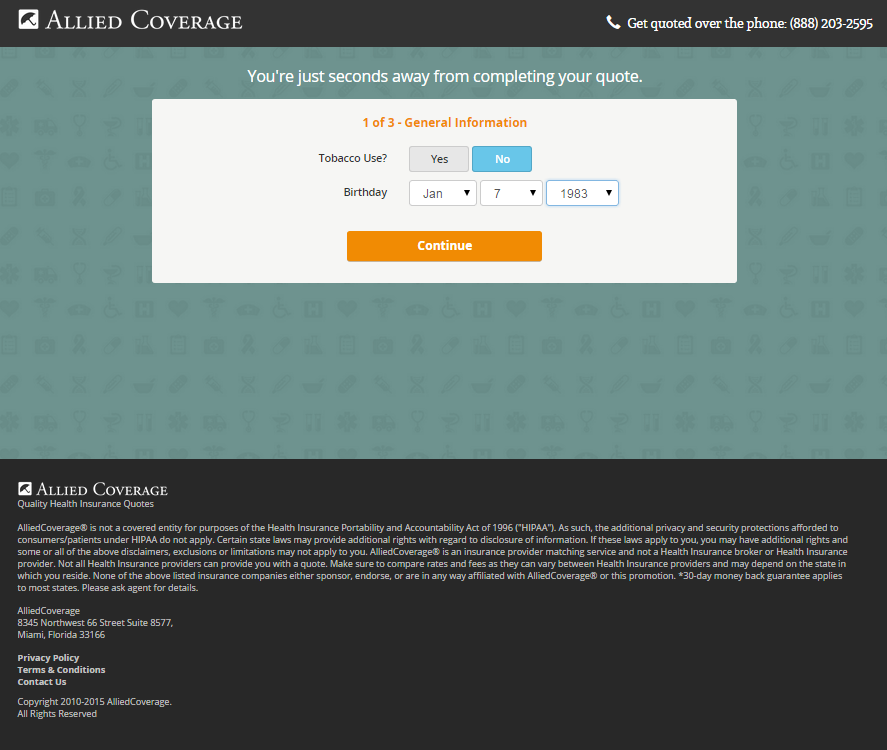 ALLIED COVERAGE
Get quoted over the phone: (888) 203-2595
You're just seconds away from completing your quote.
1 of 3 - General Information
Tobacco Use? Yes No
Birthday Jan 7 1983
Continue
ALLIED COVERAGE
Quality Health Insurance Quotes
AlliedCoverage® is not a covered entity for purposes of the Health Insurance Portability and Accountability Act of 1996 ("HIPAA"). As such, the additional privacy and security protections afforded to
consumers/patients under HIPAA do not apply. Certain state laws may provide additional rights with regard to disclosure of information. If these laws apply to you, you may have additional rights and
some or all of the above disclaimers, exclusions or limitations may not apply to you. AlliedCoverage® is an insurance provider matching service and not a Health Insurance broker or Health Insurance
provider. Not all Health Insurance providers can provide you with a quote. Make sure to compare rates and fees as they can vary between Health Insurance providers and may depend on the state in
which you reside. None of the above listed insurance companies either sponsor, endorse, or are in any way affiliated with AlliedCoverage® or this promotion. *30-day money back guarantee applies
to most states. Please ask agent for details.
AlliedCoverage
8345 Northwest 66 Street Suite 8577,
Miami, Florida 33166
Privacy Policy
Terms & Conditions
Contact Us
Copyright 2010-2015 AlliedCoverage.
All Rights Reserved